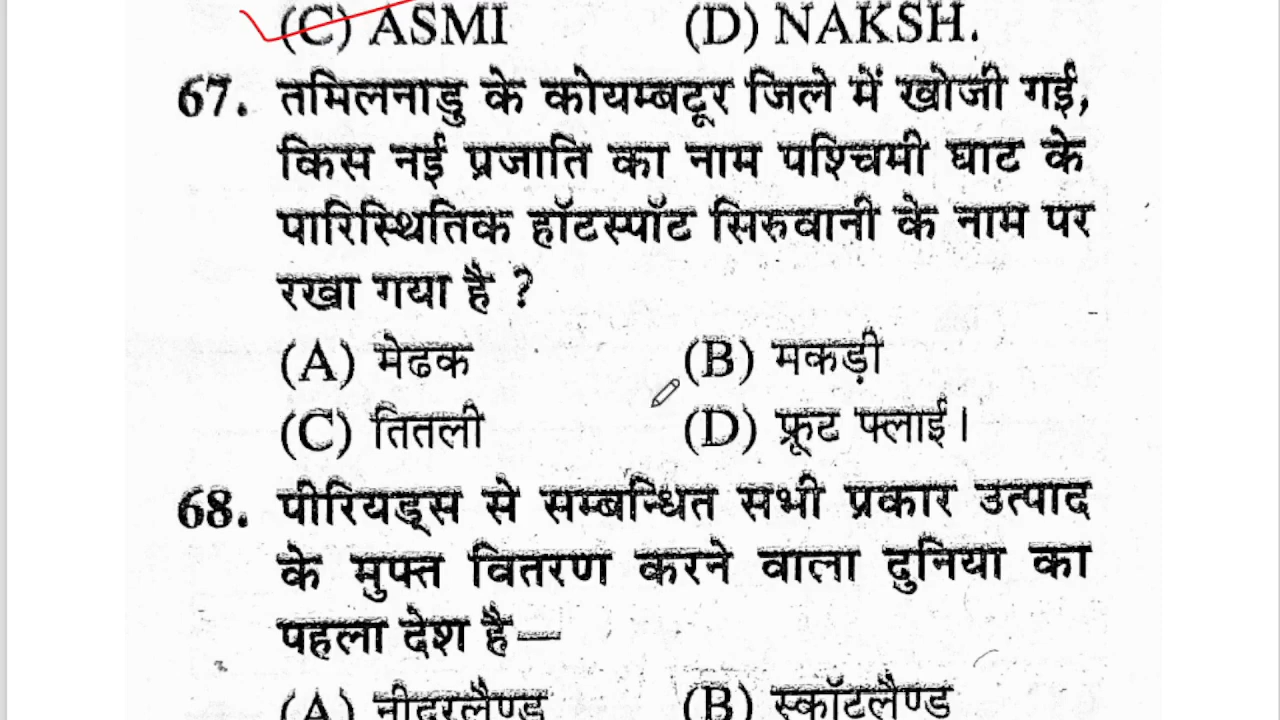 (C) ASMI (D) NAKSH.
67. तमिलनाडु के कोयम्बटूर जिले में खोजी गई,
किस नई प्रजाति का नाम पश्चिमी घाट के
पारिस्थितिक हॉटस्पॉट सिरुवानी के नाम पर
रखा गया है ?
(A) मेढक (B) मकड़ी
(C) तितली (D) फ्रूट फ्लाई।
68. पीरियड्स से सम्बन्धित सभी प्रकार उत्पाद
के मुफ्त वितरण करने वाला दुनिया का
पहला देश है—
(A) नीदरलैण्ड (B) स्कॉटलैण्ड